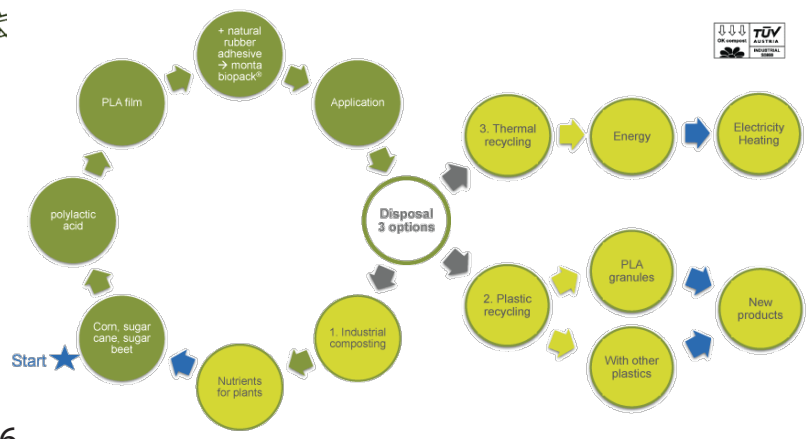 + natural
rubber
adhesive
→ monta
biopack®
PLA film
Application
polylactic
acid
Disposal
3 options
Corn, sugar
cane, sugar
beet
Start
Nutrients
for plants
1. Industrial
composting
3. Thermal
recycling
Energy
Electricity
Heating
2. Plastic
recycling
PLA
granules
With other
plastics
New
products
OK compost
TÜV
AUSTRIA
INDUSTRIAL
6